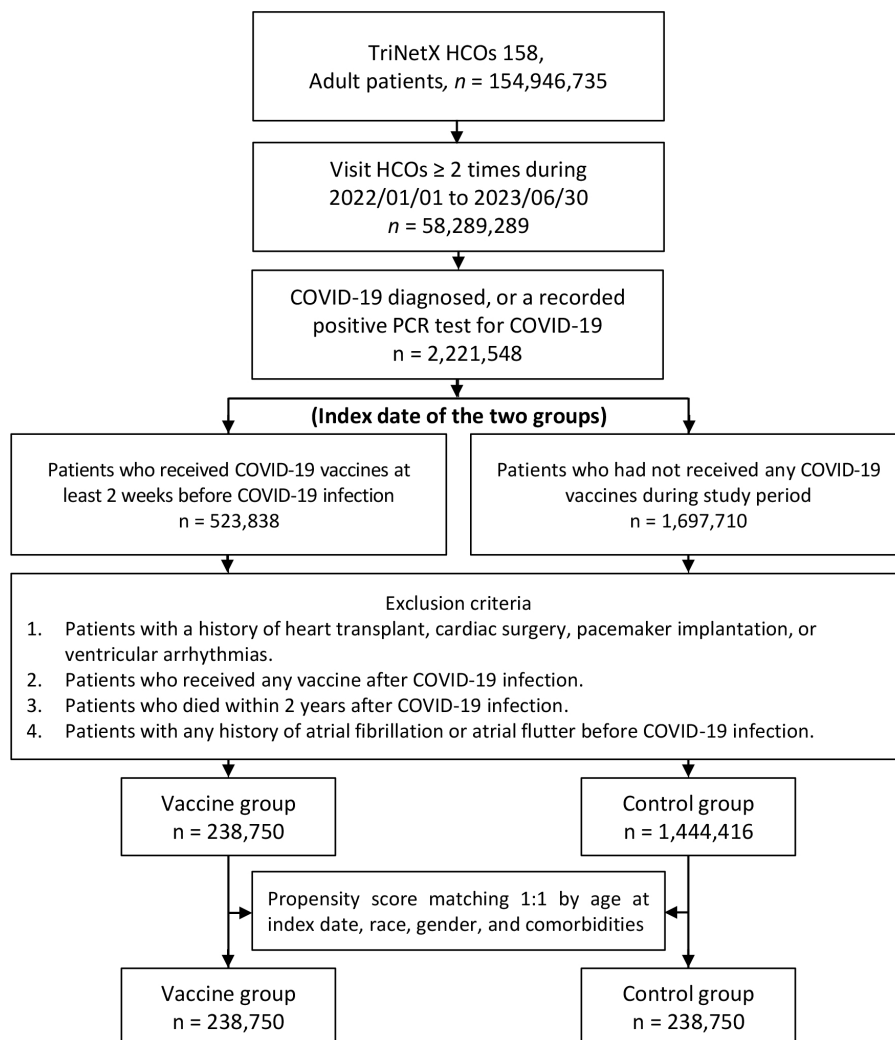 TriNetX HCOs 158,
Adult patients, n = 154,946,735
Visit HCOs ≥ 2 times during
2022/01/01 to 2023/06/30
n = 58,289,289
COVID-19 diagnosed, or a recorded
positive PCR test for COVID-19
n = 2,221,548
(Index date of the two groups)
Patients who received COVID-19 vaccines at
least 2 weeks before COVID-19 infection
n = 523,838
Patients who had not received any COVID-19
vaccines during study period
n = 1,697,710
Exclusion criteria
1. Patients with a history of heart transplant, cardiac surgery, pacemaker implantation, or
ventricular arrhythmias.
2. Patients who received any vaccine after COVID-19 infection.
3. Patients who died within 2 years after COVID-19 infection.
4. Patients with any history of atrial fibrillation or atrial flutter before COVID-19 infection.
Vaccine group
n = 238,750
Control group
n = 1,444,416
Propensity score matching 1:1 by age at
index date, race, gender, and comorbidities
Vaccine group
n = 238,750
Control group
n = 238,750